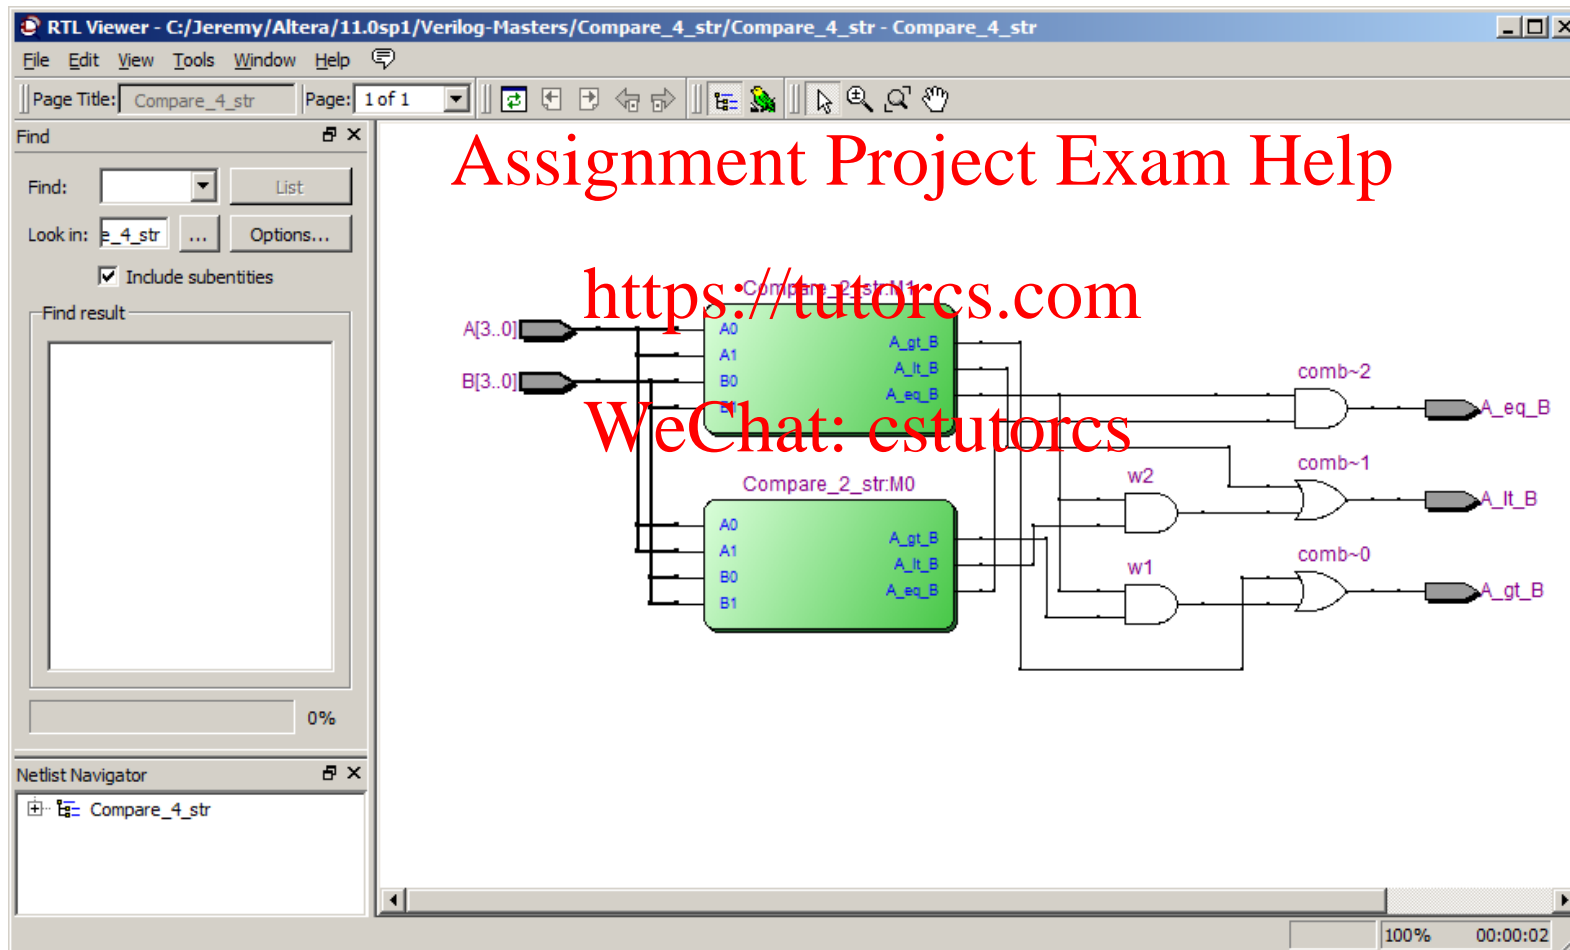 RTL Viewer - C:/Jeremy/Altera/11.0sp1/Verilog-Masters/Compare_4_str/Compare_4_str - Compare_4_str
File Edit View Tools Window Help
Page Title: Compare_4_str Page: 1 of 1
Find
Find: List
Look in: e_4_str ... Options...
Include subentities
Find result
0%
Netlist Navigator
Compare_4_str
Assignment Project Exam Help
https://tutorcs.com
WeChat: cstutorcs
A[3..0]
B[3..0]
Compare_2_str:M1
A0
A1
B0
B1
A_gt_B
A_lt_B
A_eq_B
Compare_2_str:M0
A0
A1
B0
B1
A_gt_B
A_lt_B
A_eq_B
w2
w1
comb~2
A_eq_B
comb~1
A_lt_B
comb~0
A_gt_B
100% 00:00:02